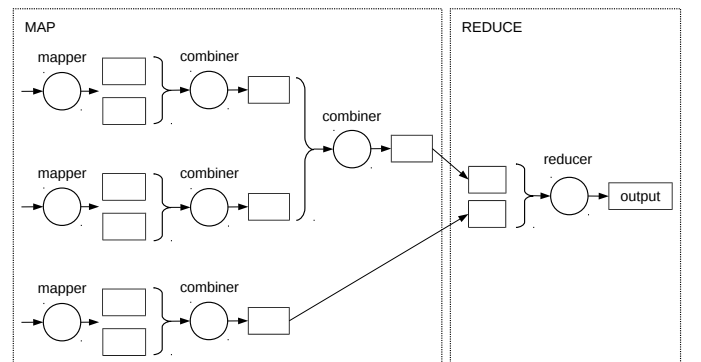 MAP
REDUCE
mapper
combiner
combiner
reducer
output
mapper
combiner
mapper
combiner